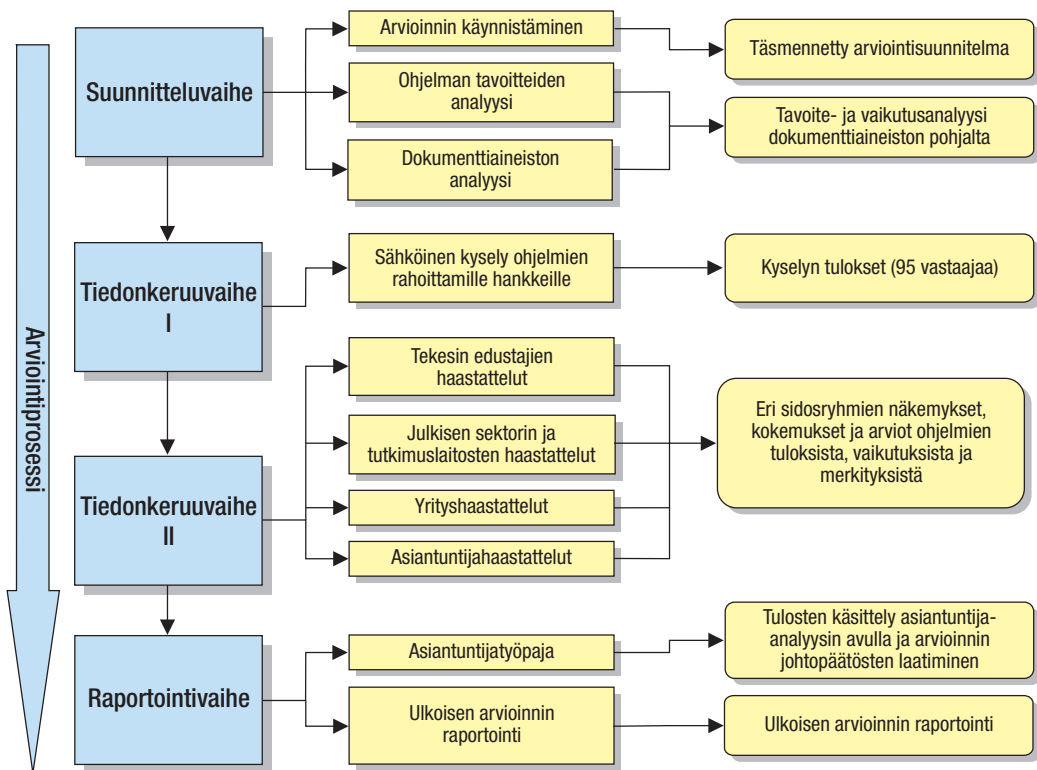 Arviointiprosessi
Suunnitteluvaihe
Arvioinnin käynnistäminen
Täsmennetty arviointisuunnitelma
Ohjelman tavoitteiden
analyysi
Dokumenttiaineiston
analyysi
Tavoite- ja vaikutusanalyysi
dokumenttiaineiston pohjalta
Tiedonkeruuvaihe
I
Sähköinen kysely ohjelmien
rahoittamille hankkeille
Kyselyn tulokset (95 vastaajaa)
Tiedonkeruuvaihe
II
Tekesin edustajien
haastattelut
Julkisen sektorin ja
tutkimuslaitosten haastattelut
Yrityshaastattelut
Asiantuntijahaastattelut
Eri sidosryhmien näkemykset,
kokemukset ja arviot ohjelmien
tuloksista, vaikutuksista ja
merkityksistä
Raportointivaihe
Asiantuntijatyöpaja
Tulosten käsittely asiantuntija-
analyysin avulla ja arvioinnin
johtopäätösten laatiminen
Ulkoisen arvioinnin
raportointi
Ulkoisen arvioinnin raportointi